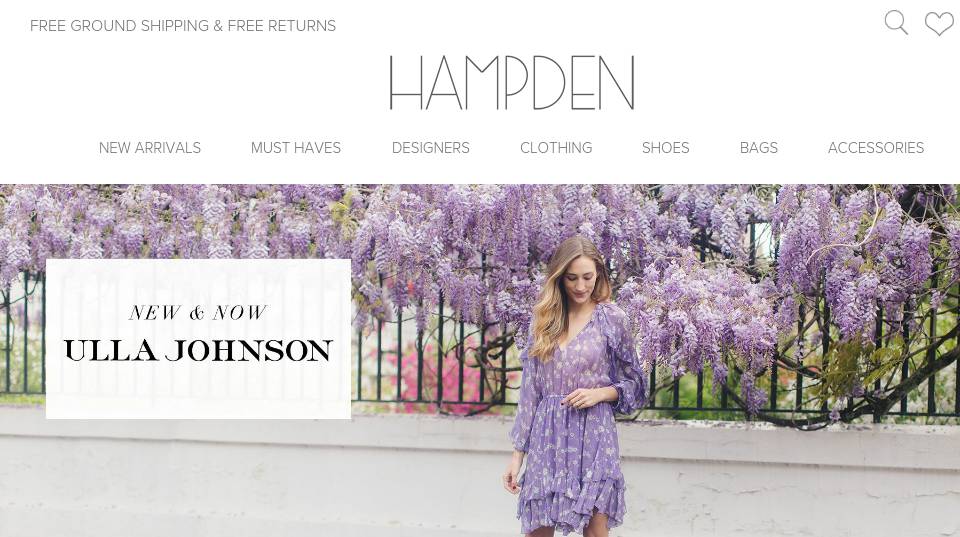 FREE GROUND SHIPPING & FREE RETURNS
HAMPDEN
NEW ARRIVALS MUST HAVES DESIGNERS CLOTHING SHOES BAGS ACCESSORIES
NEW & NOW
ULLA JOHNSON